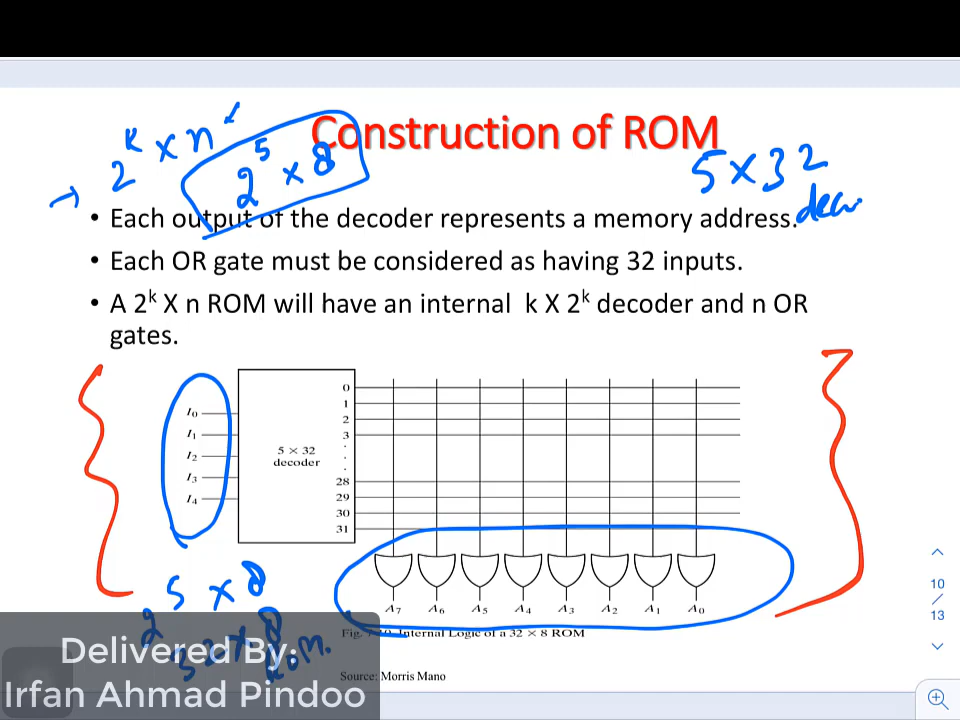 Construction of ROM
2^k x n
2^5 x 8
5 x 32
• Each output of the decoder represents a memory address.
• Each OR gate must be considered as having 32 inputs.
• A 2^k X n ROM will have an internal k X 2^k decoder and n OR
gates.
I0
I1
I2
I3
I4
5 × 32
decoder
0
1
2
3
28
29
30
31
A7 A6 A5 A4 A3 A2 A1 A0
2^5 x 8
32 x 8
ROM.
Internal Logic of a 32 × 8 ROM
Source: Morris Mano
Delivered By:
Irfan Ahmad Pindoo
10
/
13